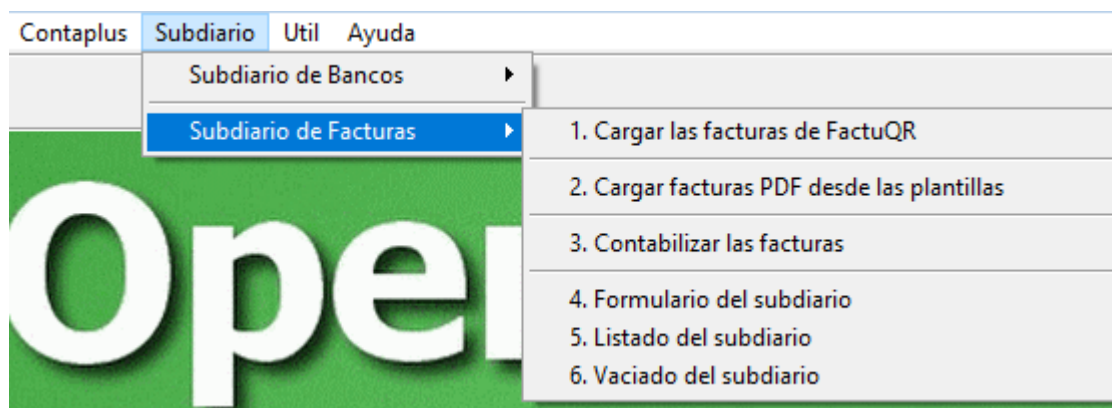 Contaplus Subdiario Util Ayuda
Subdiario de Bancos
Subdiario de Facturas
1. Cargar las facturas de FactuQR
2. Cargar facturas PDF desde las plantillas
3. Contabilizar las facturas
4. Formulario del subdiario
5. Listado del subdiario
6. Vaciado del subdiario
Ope